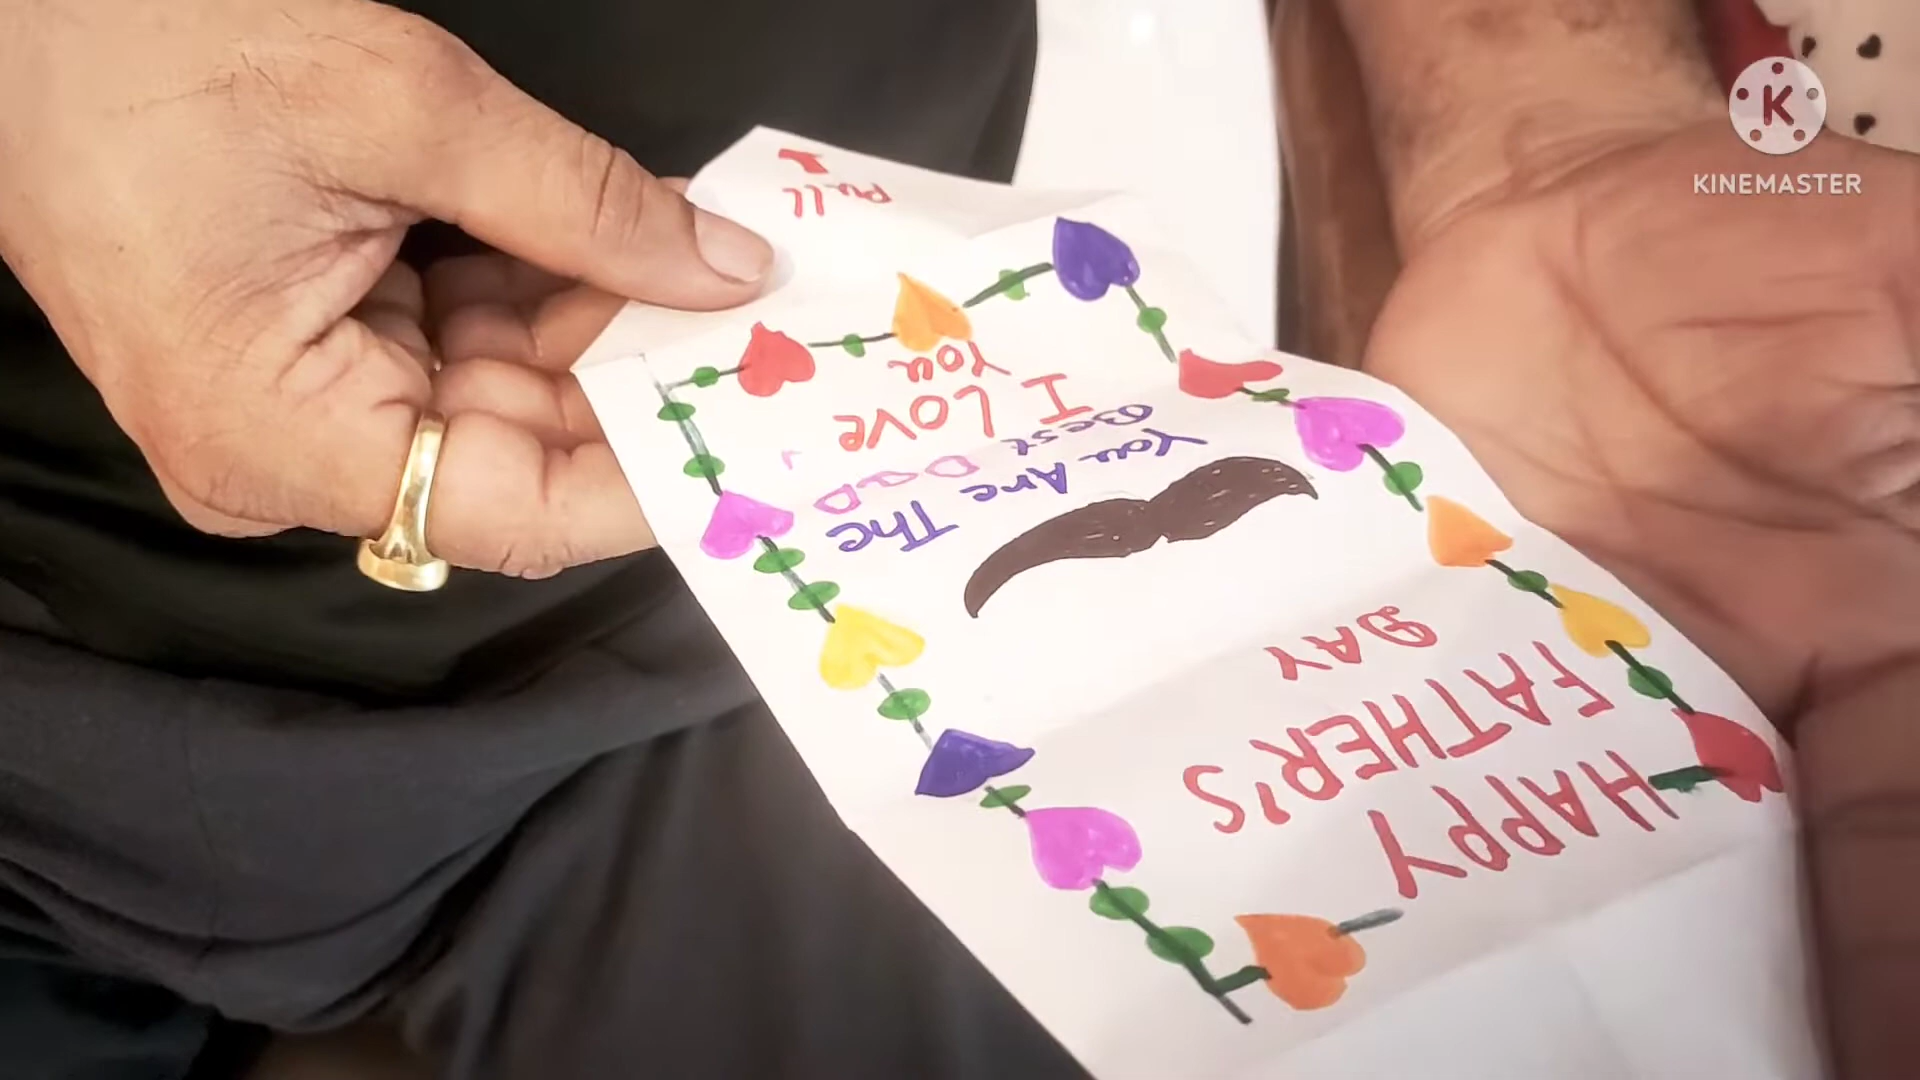 HAPPY
FATHER'S
DAY
You Are The
Best DaD
I LOVE
You
Pull
K
KINEMASTER